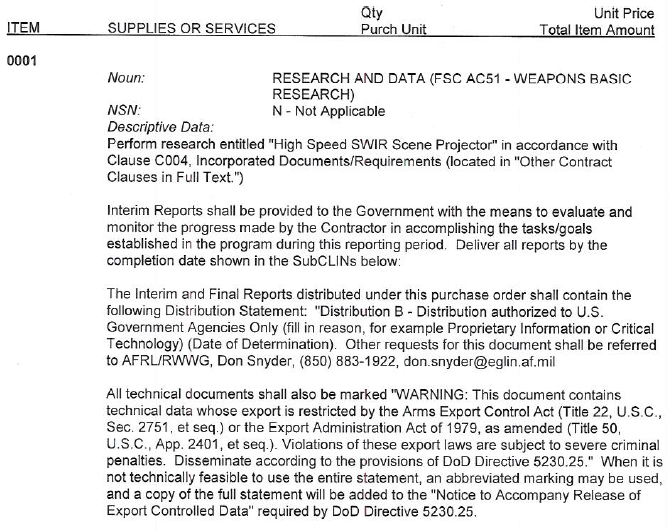 Qty Unit Price
ITEM SUPPLIES OR SERVICES Purch Unit Total Item Amount
0001
Noun: RESEARCH AND DATA (FSC AC51 - WEAPONS BASIC
RESEARCH)
NSN: N - Not Applicable
Descriptive Data:
Perform research entitled "High Speed SWIR Scene Projector" in accordance with
Clause C004, Incorporated Documents/Requirements (located in "Other Contract
Clauses in Full Text.")
Interim Reports shall be provided to the Government with the means to evaluate and
monitor the progress made by the Contractor in accomplishing the tasks/goals
established in the program during this reporting period. Deliver all reports by the
completion date shown in the SubCLINs below:
The Interim and Final Reports distributed under this purchase order shall contain the
following Distribution Statement: "Distribution B - Distribution authorized to U.S.
Government Agencies Only (fill in reason, for example Proprietary Information or Critical
Technology) (Date of Determination). Other requests for this document shall be referred
to AFRL/RWWG, Don Snyder, (850) 883-1922, don.snyder@eglin.af.mil
All technical documents shall also be marked "WARNING: This document contains
technical data whose export is restricted by the Arms Export Control Act (Title 22, U.S.C.,
Sec. 2751, et seq.) or the Export Administration Act of 1979, as amended (Title 50,
U.S.C., App. 2401, et seq.). Violations of these export laws are subject to severe criminal
penalties. Disseminate according to the provisions of DoD Directive 5230.25." When it is
not technically feasible to use the entire statement, an abbreviated marking may be used,
and a copy of the full statement will be added to the "Notice to Accompany Release of
Export Controlled Data" required by DoD Directive 5230.25.